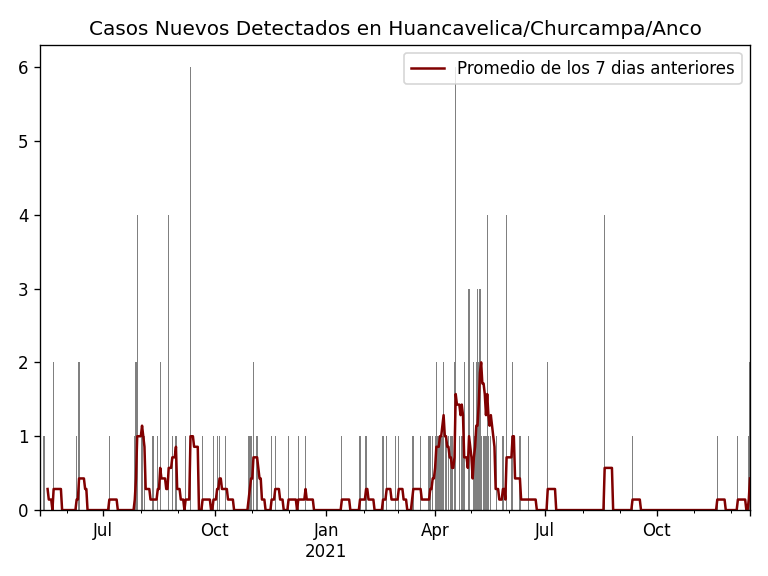 Casos Nuevos Detectados en Huancavelica/Churcampa/Anco
Promedio de los 7 dias anteriores
6
5
4
3
2
1
0
Jul
Oct
Jan
2021
Apr
Jul
Oct